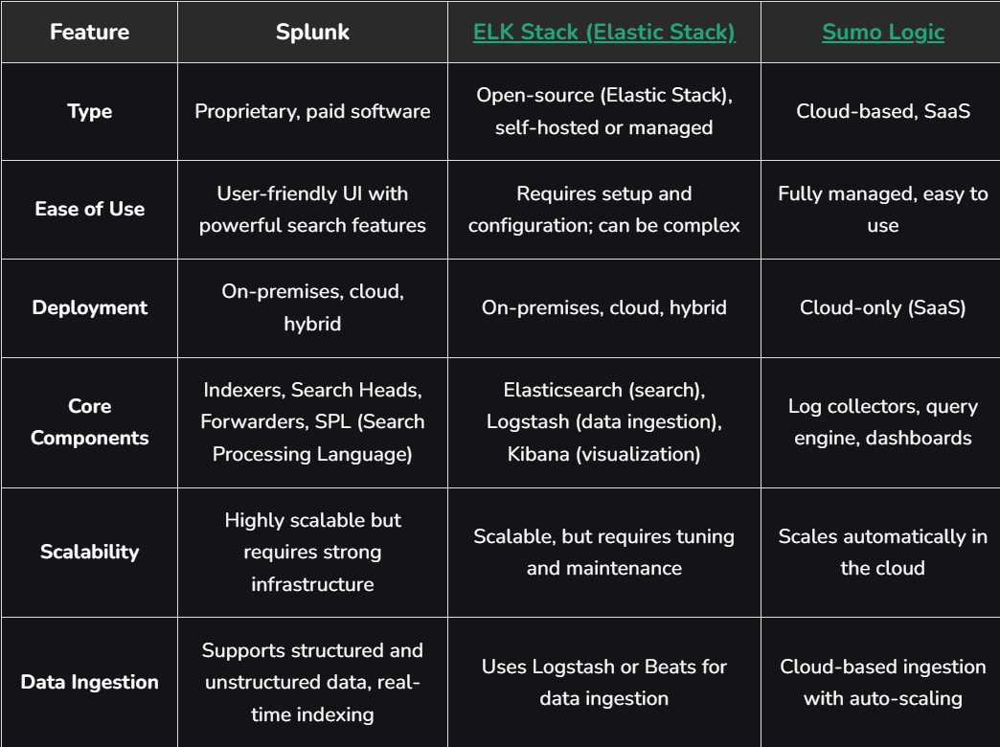 Feature Splunk ELK Stack (Elastic Stack) Sumo Logic
Type
Proprietary, paid software
Open-source (Elastic Stack),
self-hosted or managed
Cloud-based, SaaS
Ease of Use
User-friendly UI with
powerful search features
Requires setup and
configuration; can be complex
Fully managed, easy to
use
Deployment
On-premises, cloud,
hybrid
On-premises, cloud, hybrid
Cloud-only (SaaS)
Core
Components
Indexers, Search Heads,
Forwarders, SPL (Search
Processing Language)
Elasticsearch (search),
Logstash (data ingestion),
Kibana (visualization)
Log collectors, query
engine, dashboards
Scalability
Highly scalable but
requires strong
infrastructure
Scalable, but requires tuning
and maintenance
Scales automatically in
the cloud
Data Ingestion
Supports structured and
unstructured data, real-
time indexing
Uses Logstash or Beats for
data ingestion
Cloud-based ingestion
with auto-scaling